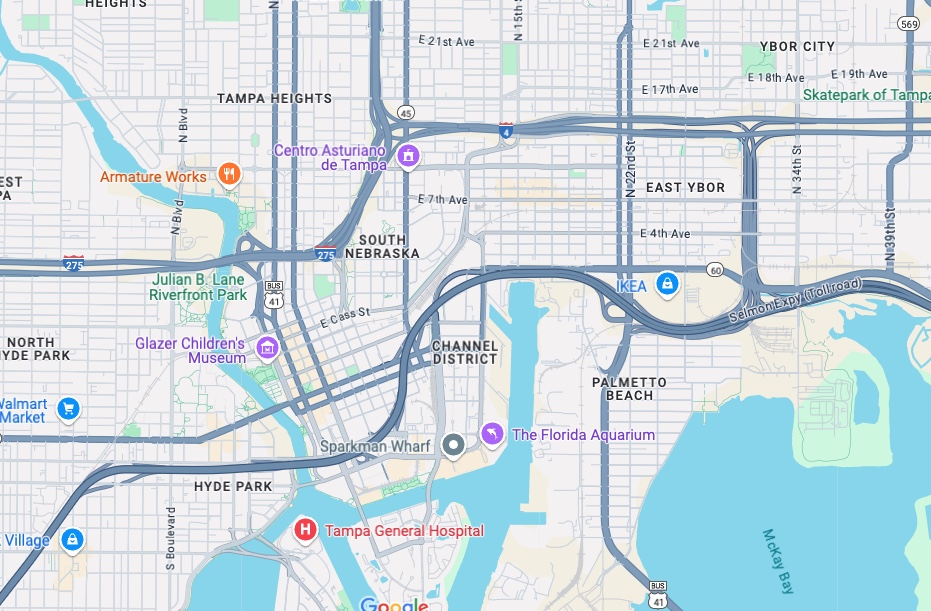 HEIGHTS
N 15th St
569
E 21st Ave
E 21st Ave
YBOR CITY
E 18th Ave
E 19th Ave
E 17th Ave
Skatepark of Tampa
TAMPA HEIGHTS
45
4
N Blvd
Centro Asturiano
de Tampa
N 22nd St
N 34th St
Armature Works
EAST YBOR
E 7th Ave
N Blvd
N 39th St
E 4th Ave
SOUTH
NEBRASKA
275
275
60
Julian B. Lane
Riverfront Park
BUS
41
IKEA
Selmon Expy (Toll road)
E Cass St
NORTH
HYDE PARK
Glazer Children's
Museum
CHANNEL
DISTRICT
PALMETTO
BEACH
Walmart
Market
Sparkman Wharf
The Florida Aquarium
HYDE PARK
S Boulevard
Tampa General Hospital
Village
McKay Bay
BUS
41
Google